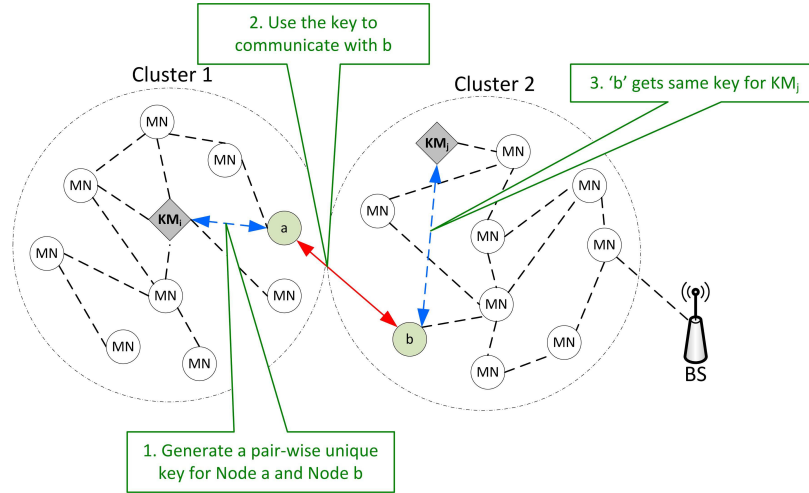 2. Use the key to
communicate with b
Cluster 1
Cluster 2
3. ‘b’ gets same key for KMj
MN
MN
KMj
MN
MN
MN
MN
KMi
a
MN
MN
MN
MN
MN
MN
MN
b
MN
MN
MN
MN
BS
1. Generate a pair-wise unique
key for Node a and Node b